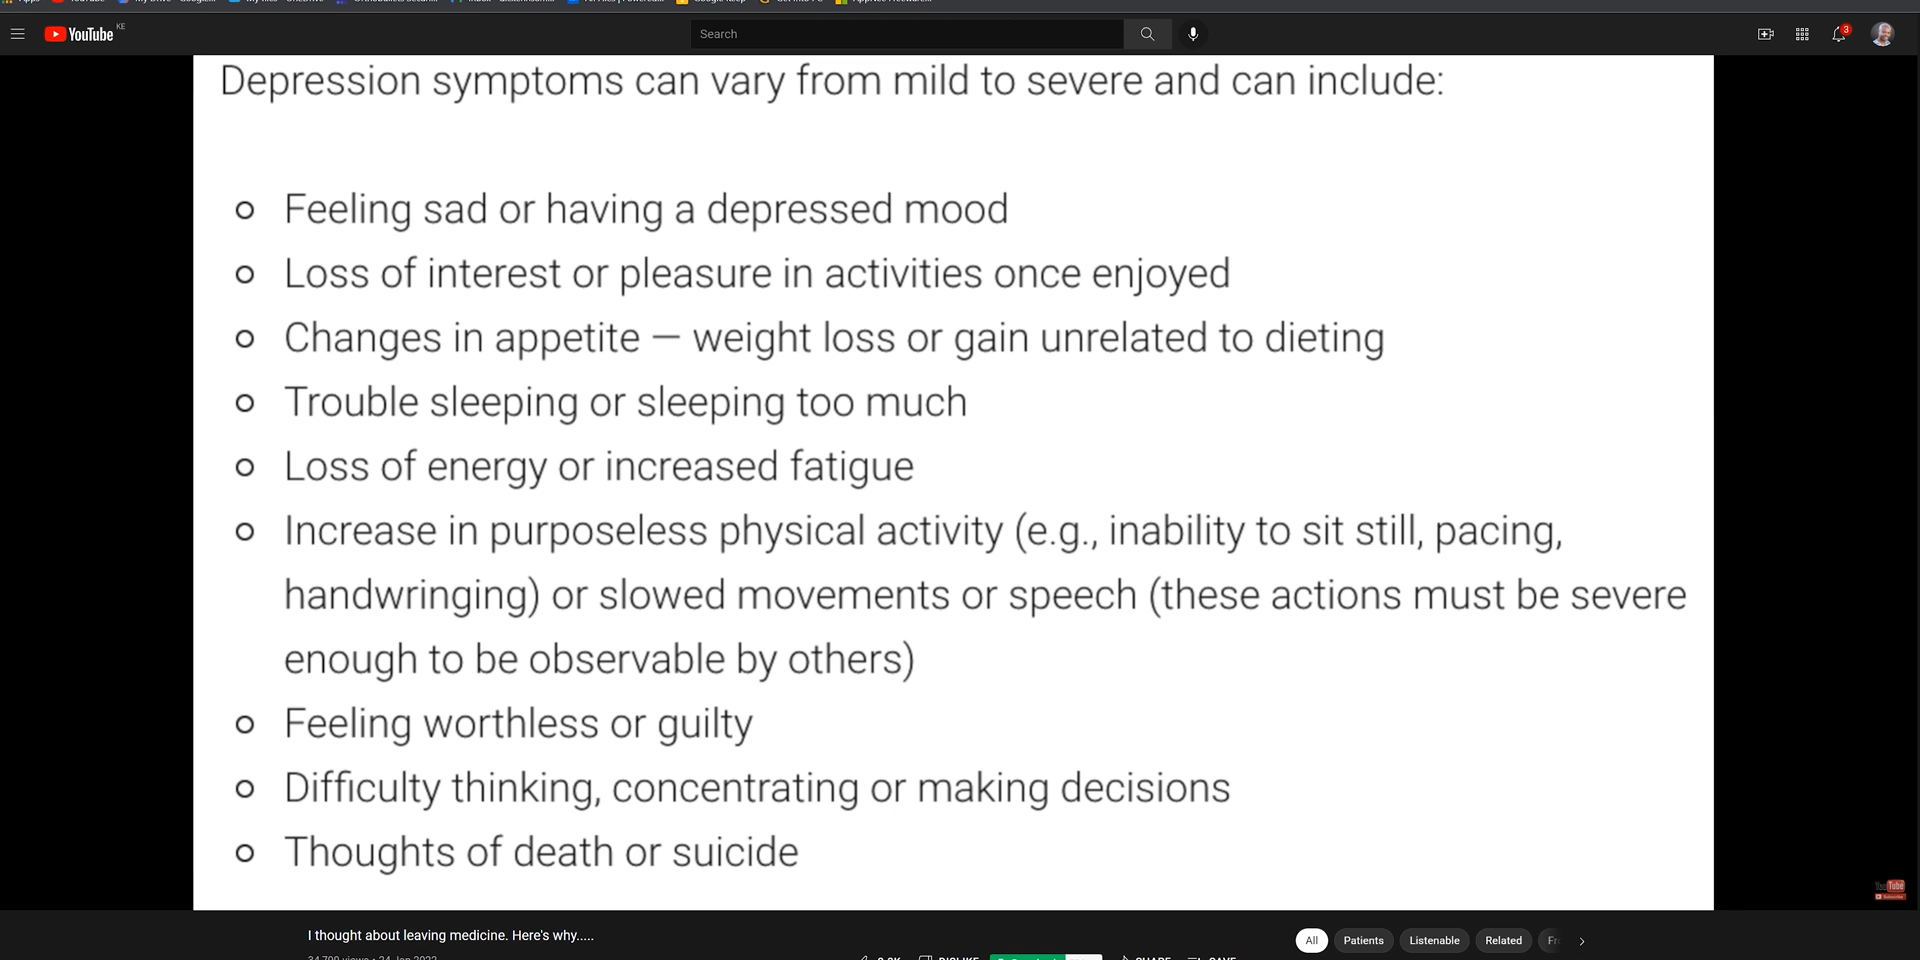 YouTube KE
Search
3
Depression symptoms can vary from mild to severe and can include:
Feeling sad or having a depressed mood
Loss of interest or pleasure in activities once enjoyed
Changes in appetite — weight loss or gain unrelated to dieting
Trouble sleeping or sleeping too much
Loss of energy or increased fatigue
Increase in purposeless physical activity (e.g., inability to sit still, pacing,
handwringing) or slowed movements or speech (these actions must be severe
enough to be observable by others)
Feeling worthless or guilty
Difficulty thinking, concentrating or making decisions
Thoughts of death or suicide
I thought about leaving medicine. Here's why.....
All Patients Listenable Related
DISLIKE SHARE SAVE